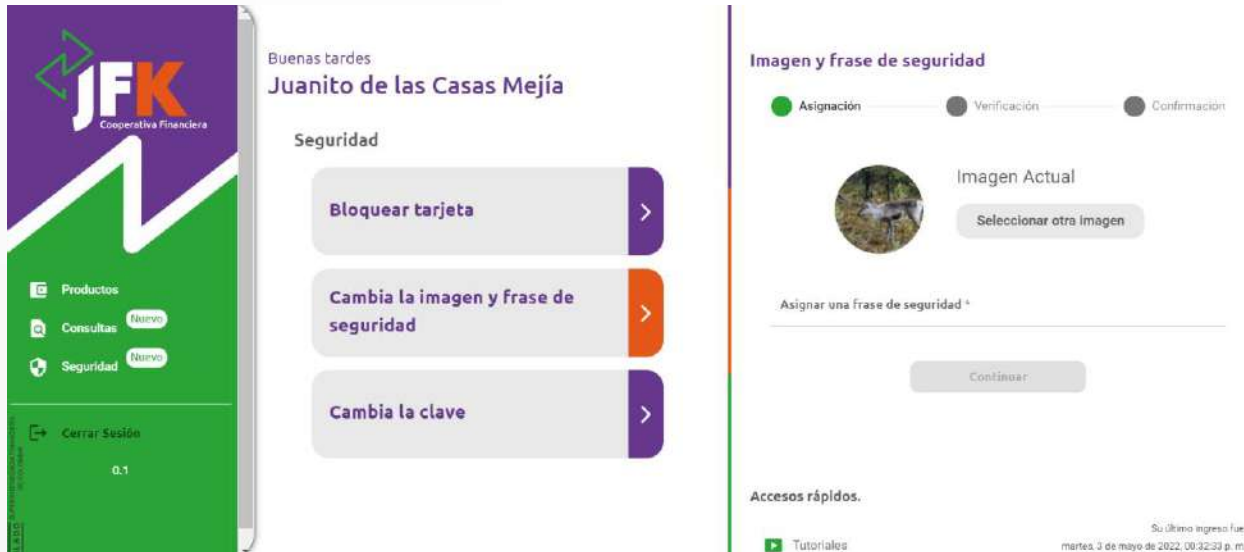 JFK
Cooperativa Financiera
Productos
Consultas Nuevo
Seguridad Nuevo
Cerrar Sesión
0.1
Buenas tardes
Juanito de las Casas Mejía
Seguridad
Bloquear tarjeta
Cambia la imagen y frase de
seguridad
Cambia la clave
Imagen y frase de seguridad
Asignación
Verificación
Confirmación
Imagen Actual
Seleccionar otra imagen
Asignar una frase de seguridad *
Continuar
Accesos rápidos.
Tutoriales
Su último ingreso fue
martes, 3 de mayo de 2022, 00:32:33 p. m